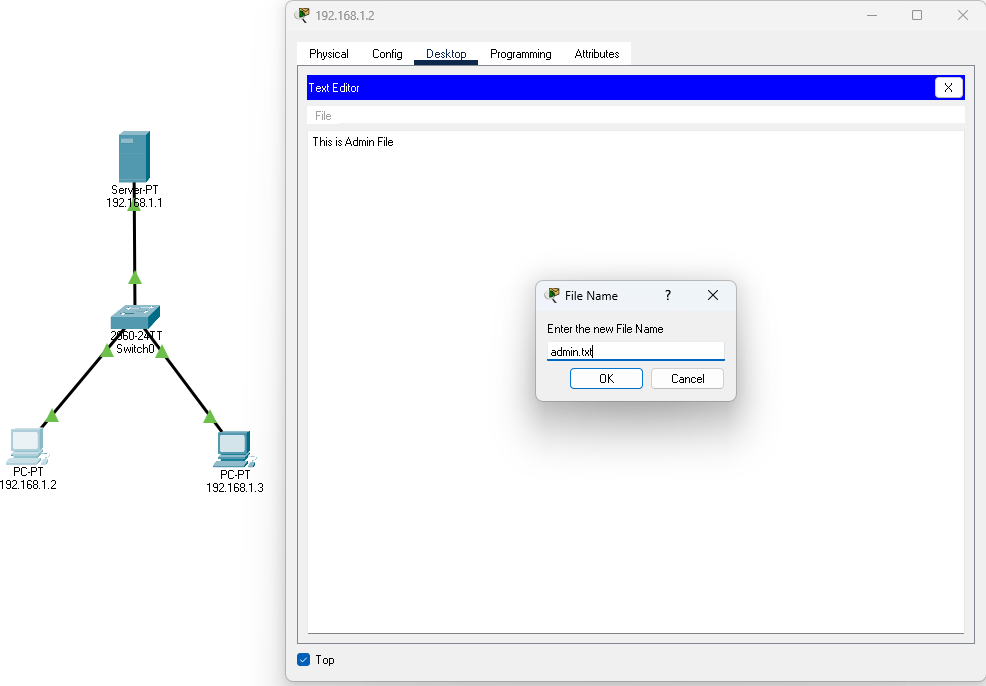 192.168.1.2
Physical Config Desktop Programming Attributes
Text Editor X
File
This is Admin File
Server-PT
192.168.1.1
2960-24TT
Switch0
PC-PT
192.168.1.2
PC-PT
192.168.1.3
File Name ?
Enter the new File Name
admin.txt
OK Cancel
Top